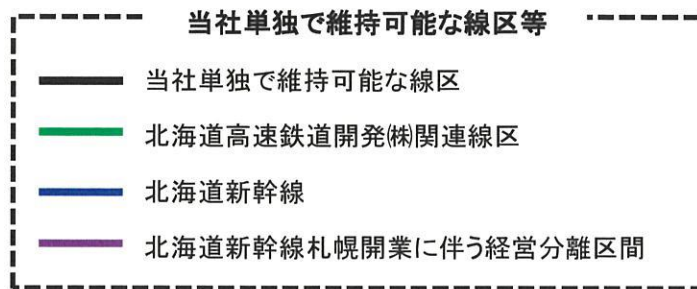 当社単独で維持可能な線区等
当社単独で維持可能な線区
北海道高速鉄道開発㈱関連線区
北海道新幹線
北海道新幹線札幌開業に伴う経営分離区間